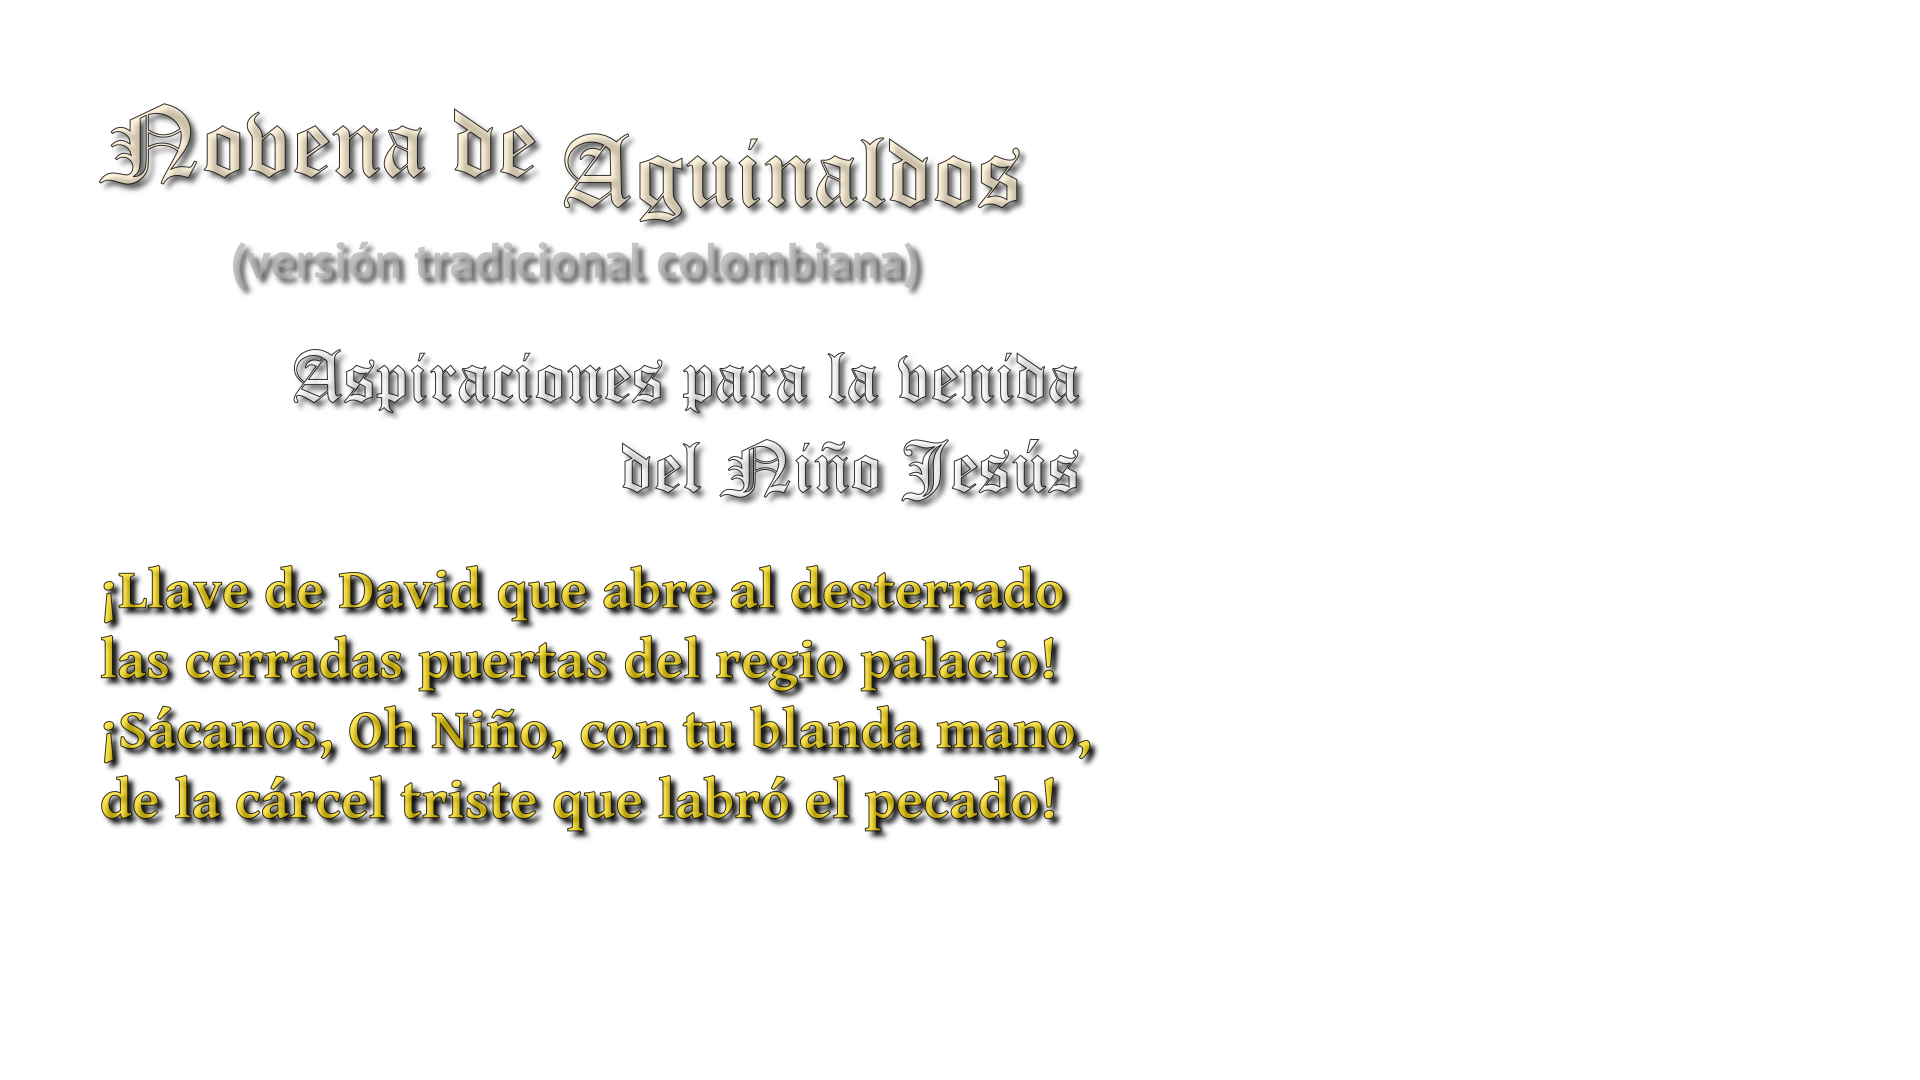 Novena de Aguinaldos
(versión tradicional colombiana)
Aspiraciones para la venida
del Niño Jesús
¡Llave de David que abre al desterrado
las cerradas puertas del regio palacio!
¡Sácanos, Oh Niño, con tu blanda mano,
de la cárcel triste que labró el pecado!